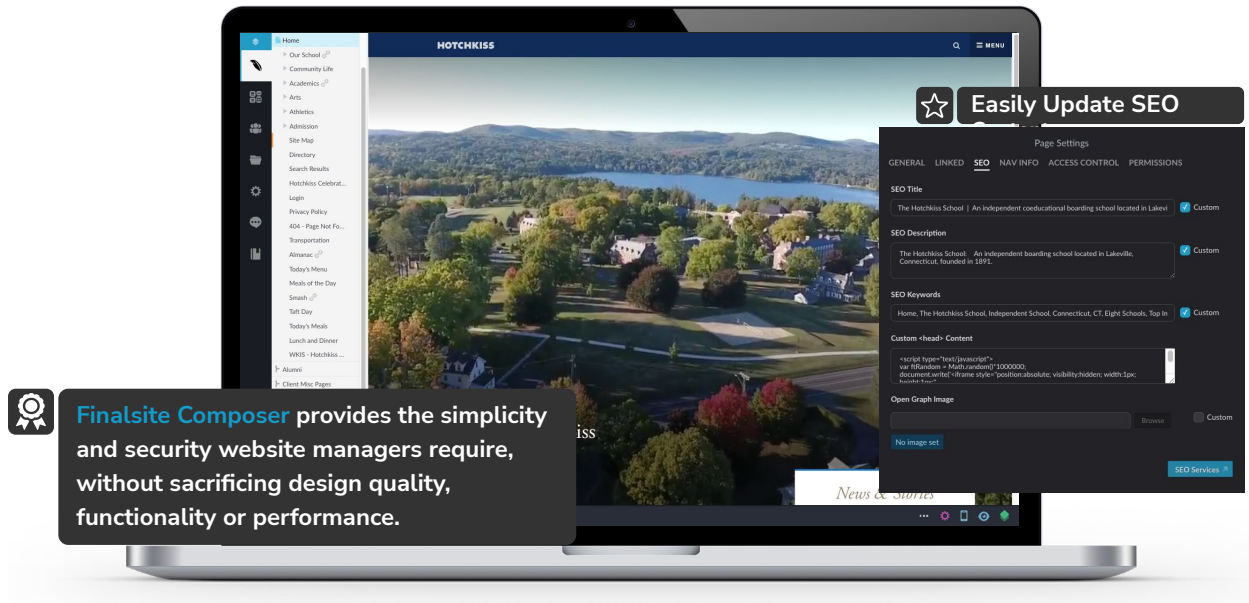 Home
Our School
Community Life
Academics
Arts
Athletics
Admission
Site Map
Directory
Search Results
Hotchkiss Celebrat...
Login
Privacy Policy
404 - Page Not Fo...
Transportation
Almanac
Today's Menu
Meals of the Day
Smash
Taft Day
Today's Meals
Lunch and Dinner
WKIS - Hotchkiss ...
Alumni
Client Misc Pages
HOTCHKISS
MENU
iss
News & Stories
Easily Update SEO
Page Settings
GENERAL LINKED SEO NAV INFO ACCESS CONTROL PERMISSIONS
SEO Title
The Hotchkiss School | An independent coeducational boarding school located in Lakevi
Custom
SEO Description
The Hotchkiss School: An independent boarding school located in Lakeville,
Connecticut, founded in 1891.
Custom
SEO Keywords
Home, The Hotchkiss School, Independent School, Connecticut, CT, Eight Schools, Top In
Custom
Custom <head> Content
<script type="text/javascript">
var ftRandom = Math.random()*1000000;
document.write('<iframe style="position:absolute; visibility:hidden; width:1px;
height:1px;"
Open Graph Image
Browse
Custom
No image set
SEO Services
Finalsite Composer provides the simplicity
and security website managers require,
without sacrificing design quality,
functionality or performance.